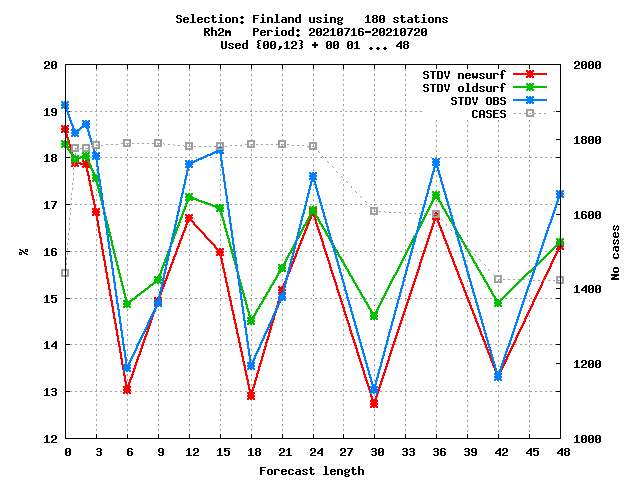 Selection: Finland using   180 stations
Rh2m   Period: 20210716-20210720
Used {00,12} + 00 01 ... 48
STDV newsurf
STDV oldsurf
STDV OBS
CASES
20
19
18
17
16
15
14
13
12
%
2000
1800
1600
1400
1200
1000
No cases
0 3 6 9 12 15 18 21 24 27 30 33 36 39 42 45 48
Forecast length